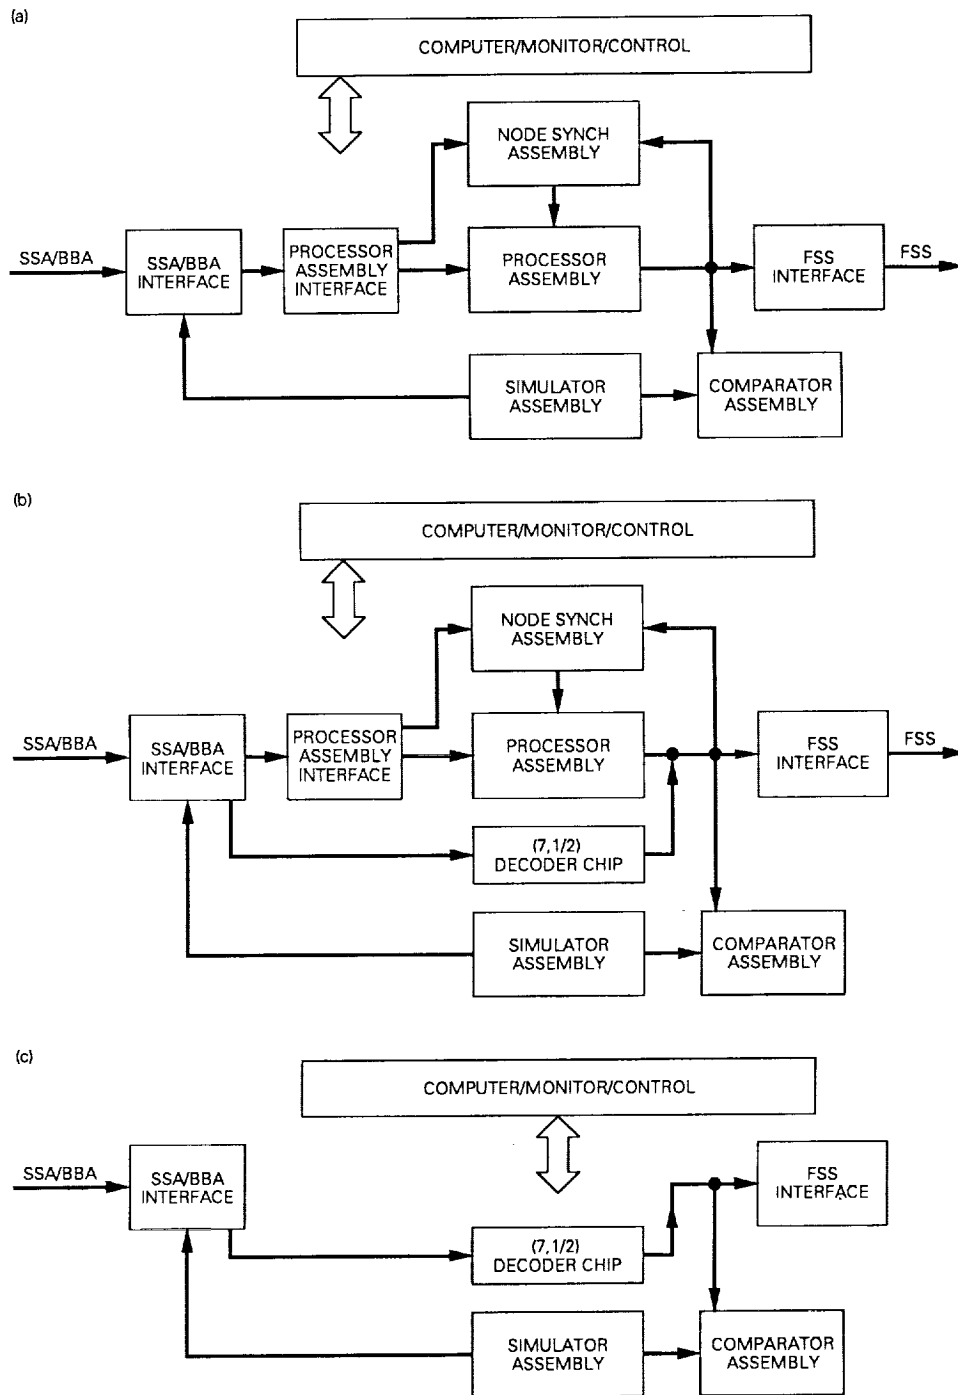 (a)
COMPUTER/MONITOR/CONTROL
NODE SYNCH
ASSEMBLY
SSA/BBA
SSA/BBA
INTERFACE
PROCESSOR
ASSEMBLY
INTERFACE
PROCESSOR
ASSEMBLY
FSS
INTERFACE
FSS
SIMULATOR
ASSEMBLY
COMPARATOR
ASSEMBLY
(b)
COMPUTER/MONITOR/CONTROL
NODE SYNCH
ASSEMBLY
SSA/BBA
SSA/BBA
INTERFACE
PROCESSOR
ASSEMBLY
INTERFACE
PROCESSOR
ASSEMBLY
FSS
INTERFACE
FSS
(7,1/2)
DECODER CHIP
SIMULATOR
ASSEMBLY
COMPARATOR
ASSEMBLY
(c)
COMPUTER/MONITOR/CONTROL
SSA/BBA
SSA/BBA
INTERFACE
FSS
INTERFACE
(7,1/2)
DECODER CHIP
SIMULATOR
ASSEMBLY
COMPARATOR
ASSEMBLY